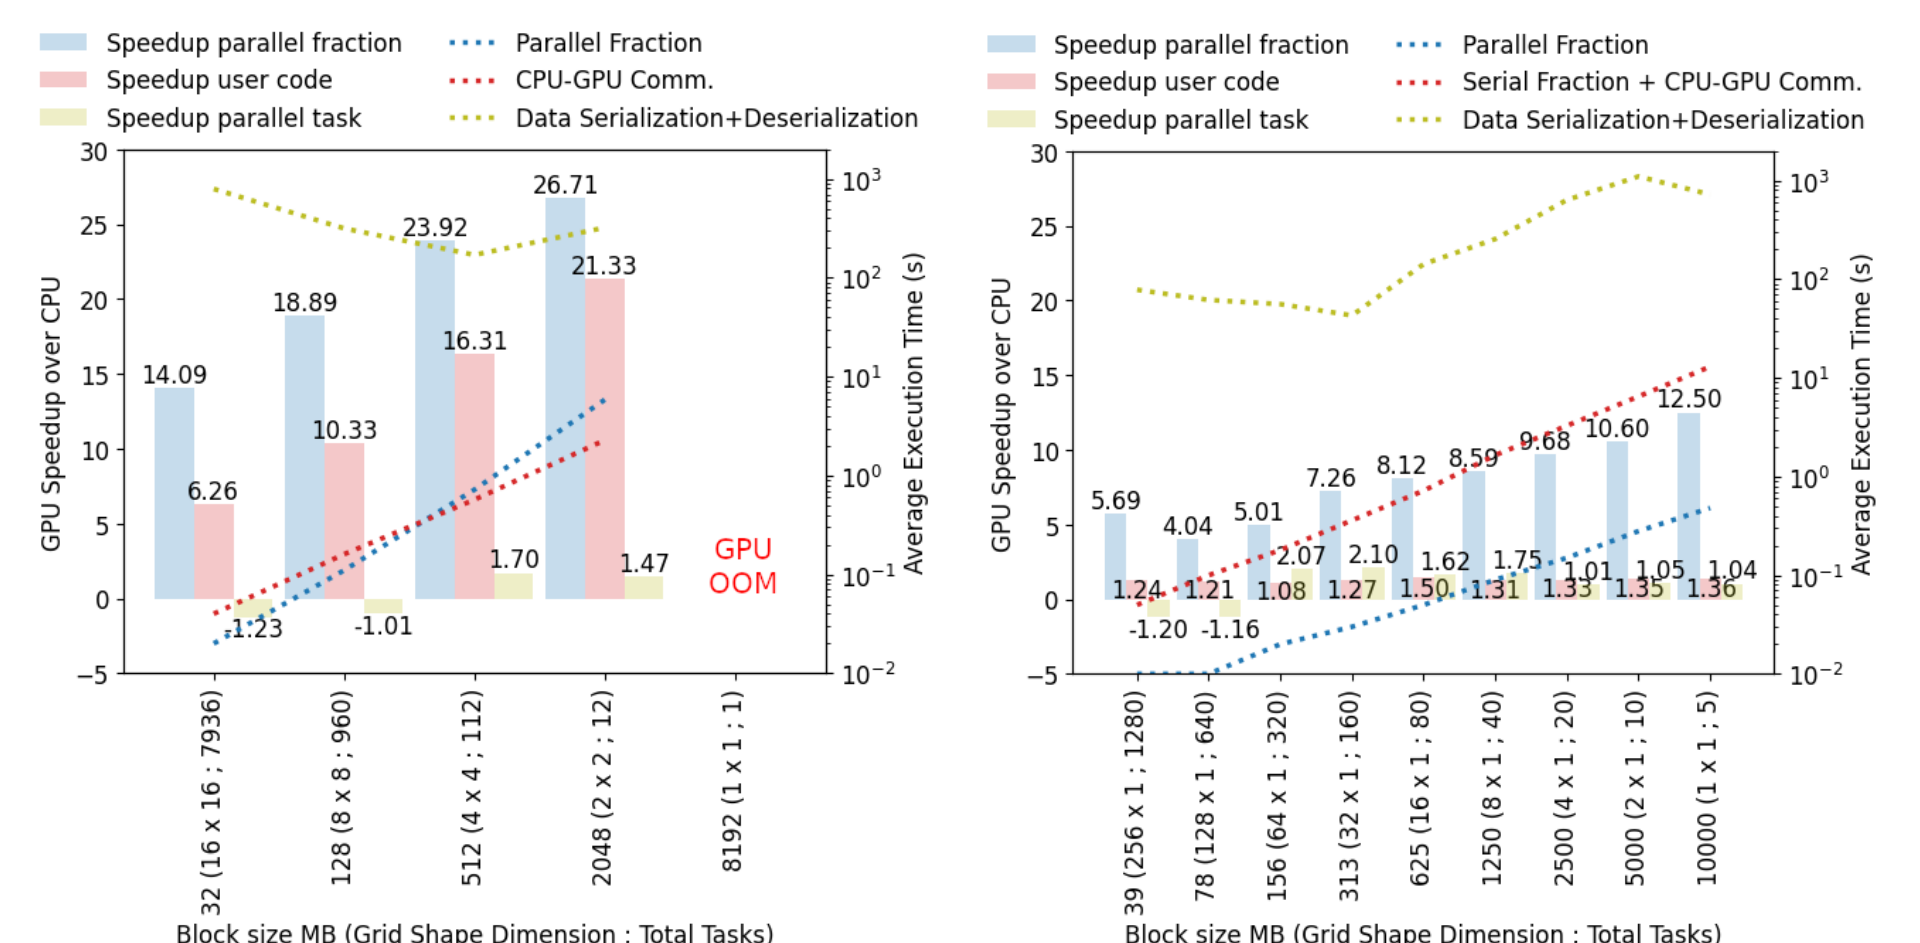 Speedup parallel fraction
Speedup user code
Speedup parallel task
Parallel Fraction
CPU-GPU Comm.
Data Serialization+Deserialization
GPU Speedup over CPU
30
25
20
15
10
5
0
−5
14.09
6.26
-1.23
18.89
10.33
-1.01
23.92
16.31
1.70
26.71
21.33
1.47
GPU
OOM
10³
10²
10¹
10⁰
10⁻¹
10⁻²
Average Execution Time (s)
32 (16 x 16 ; 7936)
128 (8 x 8 ; 960)
512 (4 x 4 ; 112)
2048 (2 x 2 ; 12)
8192 (1 x 1 ; 1)
Block size MB (Grid Shape Dimension ; Total Tasks)
Speedup parallel fraction
Speedup user code
Speedup parallel task
Parallel Fraction
Serial Fraction + CPU-GPU Comm.
Data Serialization+Deserialization
GPU Speedup over CPU
30
25
20
15
10
5
0
−5
5.69
1.24
-1.20
4.04
1.21
-1.16
5.01
1.08
2.07
7.26
1.27
2.10
8.12
1.50
1.62
8.59
1.31
1.75
9.68
1.33
1.01
10.60
1.35
1.05
12.50
1.36
1.04
10³
10²
10¹
10⁰
10⁻¹
10⁻²
Average Execution Time (s)
39 (256 x 1 ; 1280)
78 (128 x 1 ; 640)
156 (64 x 1 ; 320)
313 (32 x 1 ; 160)
625 (16 x 1 ; 80)
1250 (8 x 1 ; 40)
2500 (4 x 1 ; 20)
5000 (2 x 1 ; 10)
10000 (1 x 1 ; 5)
Block size MB (Grid Shape Dimension ; Total Tasks)